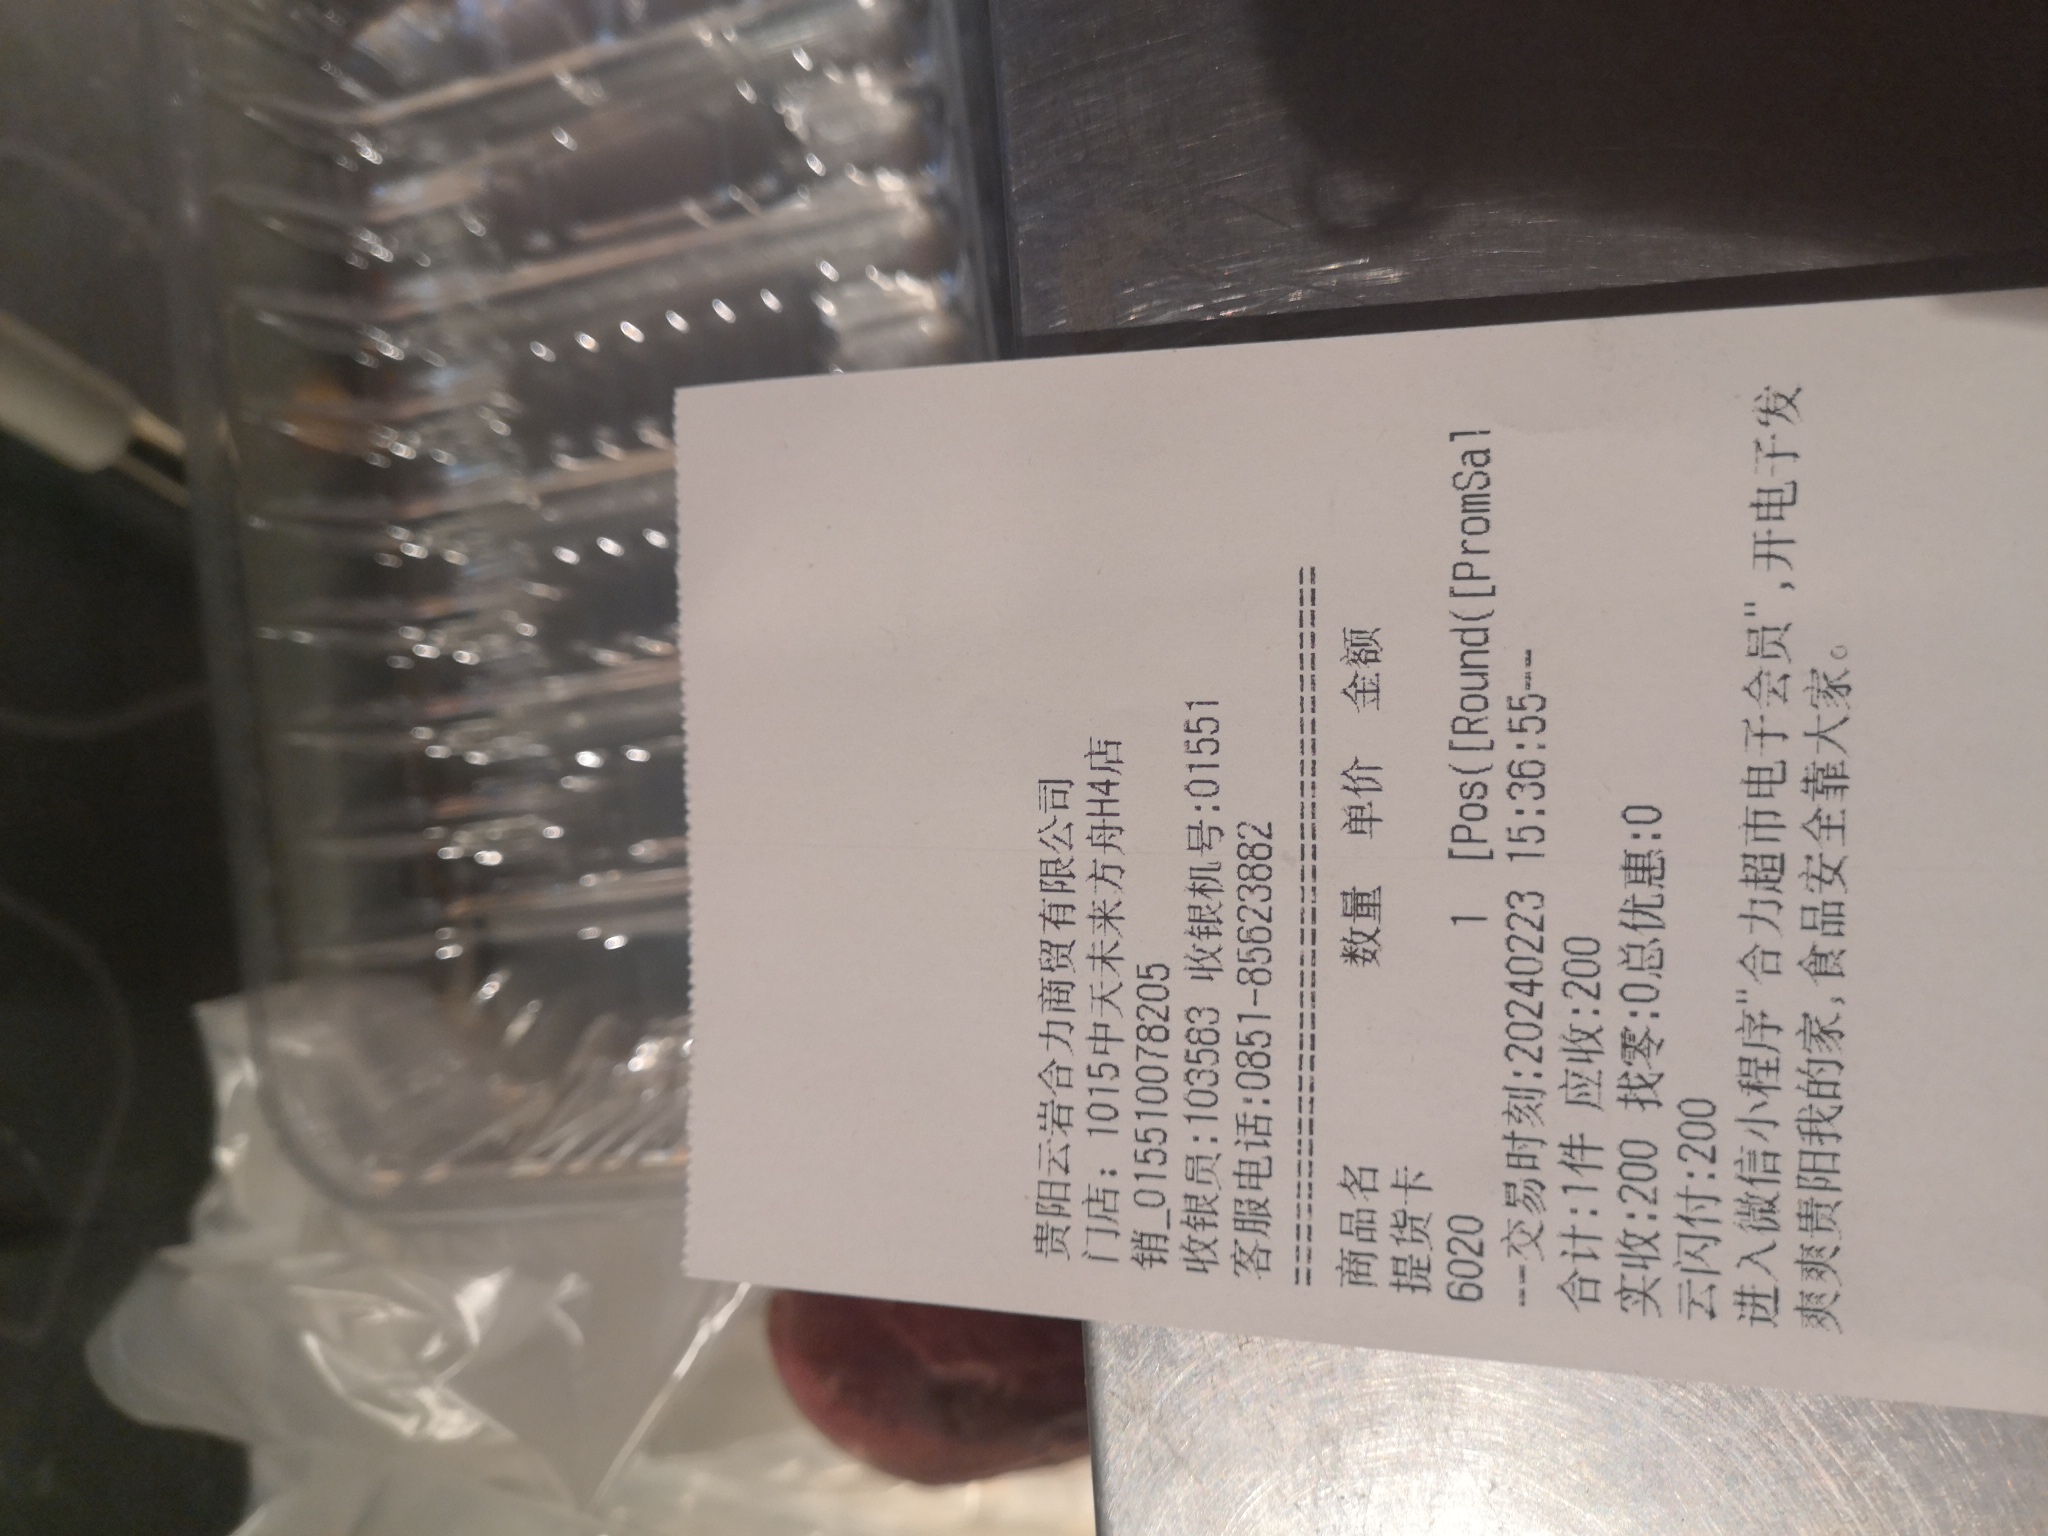 贵阳云岩合力商贸有限公司
门店: 1015中天未来方舟H4店
销_015510078205
收银员:103583 收银机号:01551
客服电话:0851-85623882
========================================
商品名 数量 单价 金额
提货卡
6020 1 [Pos([Round([PromSal
---交易时刻:20240223 15:36:55---
合计:1件 应收:200
实收:200 找零:0总优惠:0
云闪付:200
进入微信小程序"合力超市电子会员",开电子发
爽爽贵阳我的家,食品安全靠大家。